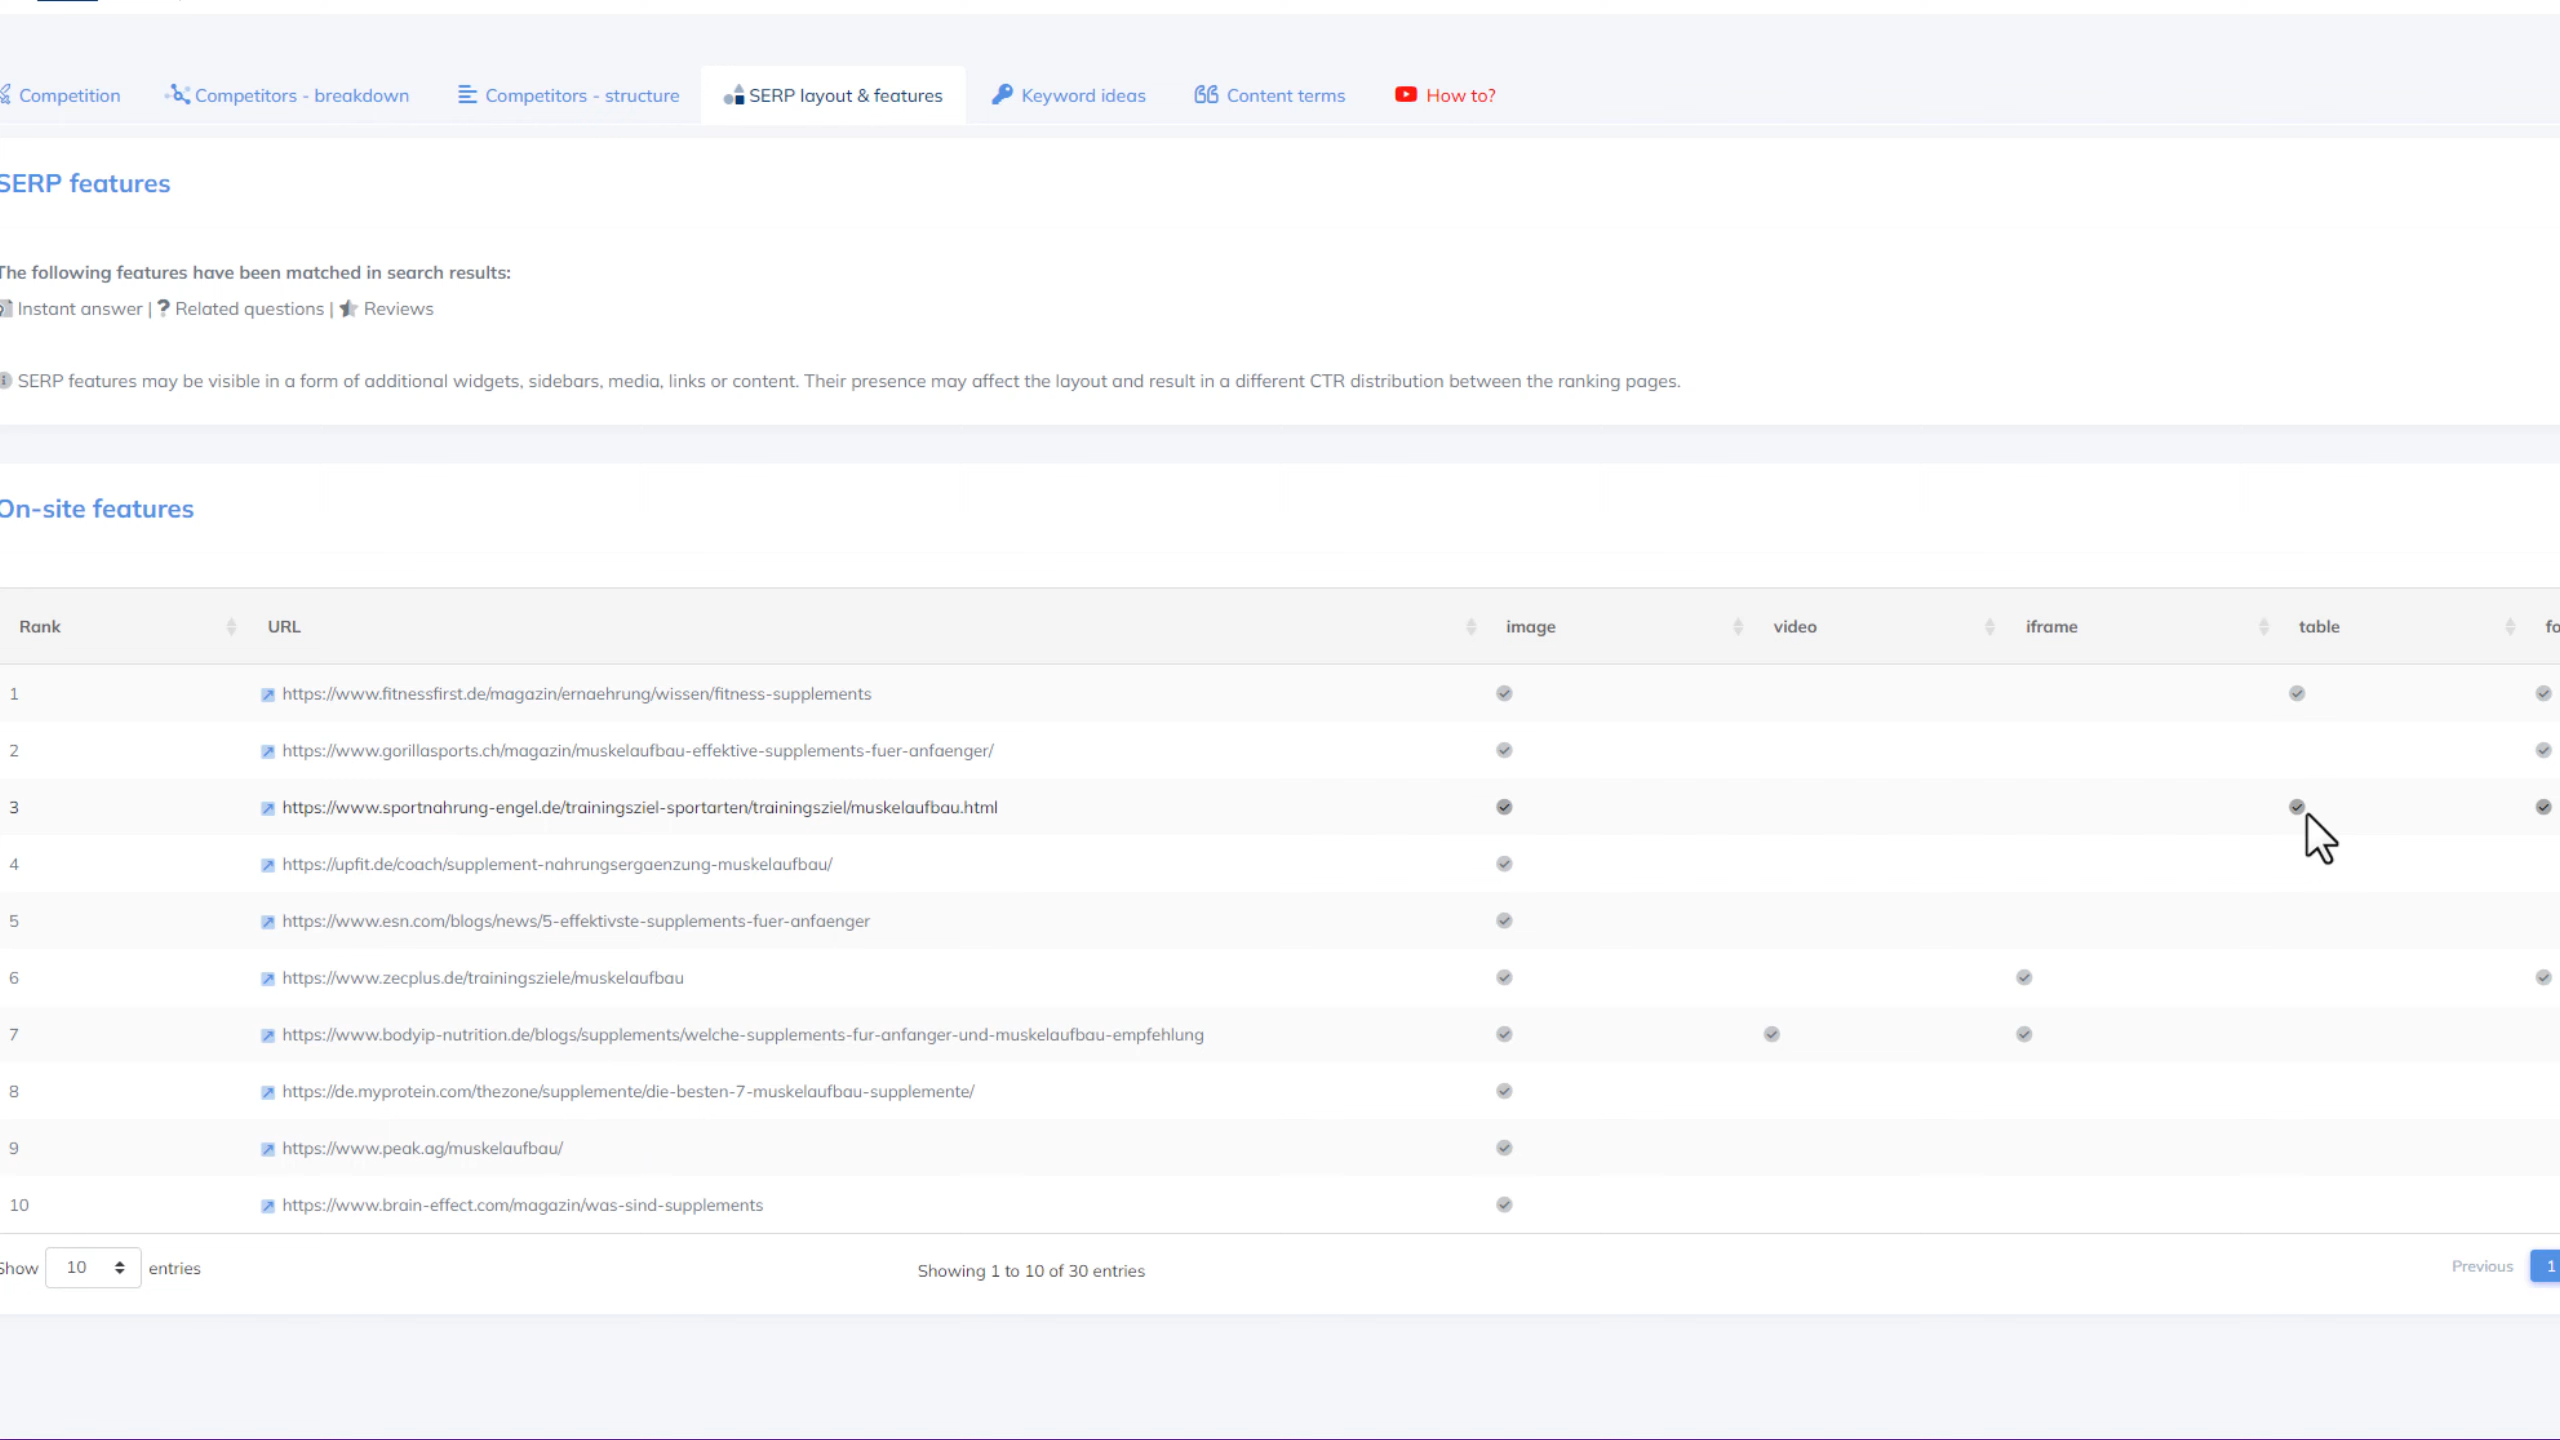 Competition Competitors - breakdown Competitors - structure SERP layout & features Keyword ideas Content terms How to?
SERP features
The following features have been matched in search results:
Instant answer | ? Related questions | Reviews
SERP features may be visible in a form of additional widgets, sidebars, media, links or content. Their presence may affect the layout and result in a different CTR distribution between the ranking pages.
On-site features
Rank URL image video iframe table fo
1 https://www.fitnessfirst.de/magazin/ernaehrung/wissen/fitness-supplements
2 https://www.gorillasports.ch/magazin/muskelaufbau-effektive-supplements-fuer-anfaenger/
3 https://www.sportnahrung-engel.de/trainingsziel-sportarten/trainingsziel/muskelaufbau.html
4 https://upfit.de/coach/supplement-nahrungsergaenzung-muskelaufbau/
5 https://www.esn.com/blogs/news/5-effektivste-supplements-fuer-anfaenger
6 https://www.zecplus.de/trainingsziele/muskelaufbau
7 https://www.bodyip-nutrition.de/blogs/supplements/welche-supplements-fur-anfanger-und-muskelaufbau-empfehlung
8 https://de.myprotein.com/thezone/supplemente/die-besten-7-muskelaufbau-supplemente/
9 https://www.peak.ag/muskelaufbau/
10 https://www.brain-effect.com/magazin/was-sind-supplements
Show 10 entries Showing 1 to 10 of 30 entries Previous 1